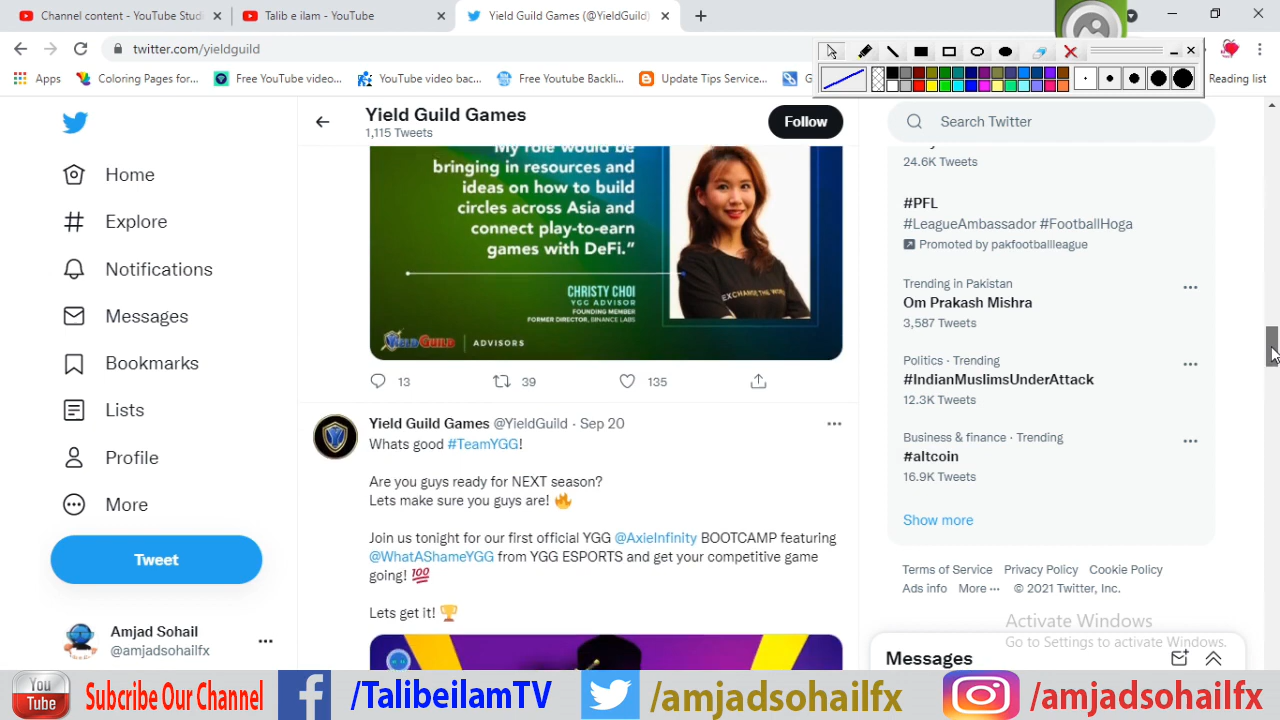 Channel content - YouTube Studi
Talib e ilam - YouTube
Yield Guild Games (@YieldGuild)
twitter.com/yieldguild
Apps
Coloring Pages for...
Free YouTube video...
YouTube video bac...
Free Youtube Backli...
Update Tips Service...
Reading list
Yield Guild Games
1,115 Tweets
Follow
Search Twitter
Home
Explore
Notifications
Messages
Bookmarks
Lists
Profile
More
Tweet
Amjad Sohail
@amjadsohailfx
My role would be
bringing in resources and
ideas on how to build
circles across Asia and
connect play-to-earn
games with DeFi.”
CHRISTY CHOI
YGG ADVISOR
FOUNDING MEMBER
FORMER DIRECTOR, BINANCE LABS
EXCHANGE THE WOR
YIELD GUILD
ADVISORS
13
39
135
Yield Guild Games @YieldGuild · Sep 20
Whats good #TeamYGG!
Are you guys ready for NEXT season?
Lets make sure you guys are! 🔥
Join us tonight for our first official YGG @AxieInfinity BOOTCAMP featuring
@WhatAShameYGG from YGG ESPORTS and get your competitive game
going! 💯
Lets get it! 🏆
24.6K Tweets
#PFL
#LeagueAmbassador #FootballHoga
Promoted by pakfootballeague
Trending in Pakistan
Om Prakash Mishra
3,587 Tweets
Politics · Trending
#IndianMuslimsUnderAttack
12.3K Tweets
Business & finance · Trending
#altcoin
16.9K Tweets
Show more
Terms of Service Privacy Policy Cookie Policy
Ads info More ··· © 2021 Twitter, Inc.
Activate Windows
Go to Settings to activate Windows.
Messages
You
Tube
Subcribe Our Channel
/TalibeilamTV
/amjadsohailfx
/amjadsohailfx